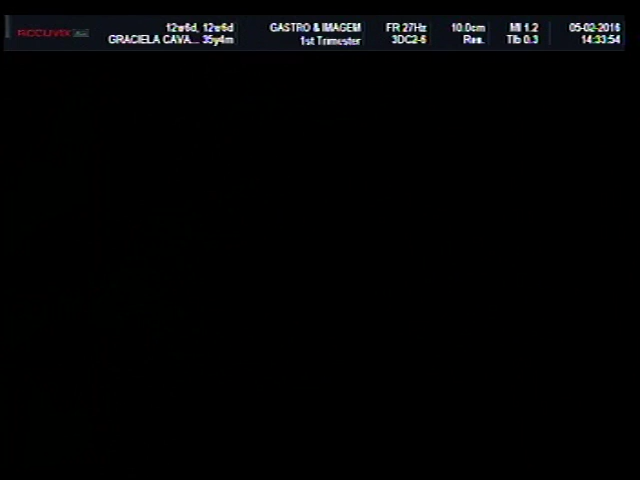 ACCUVIX
12w6d, 12w6d
GRACIELA CAVA... 35y4m
GASTRO & IMAGEM
1st Trimester
FR 27Hz
3DC2-6
10.0cm
Res.
MI 1.2
TIb 0.3
05-02-2016
14:33:54